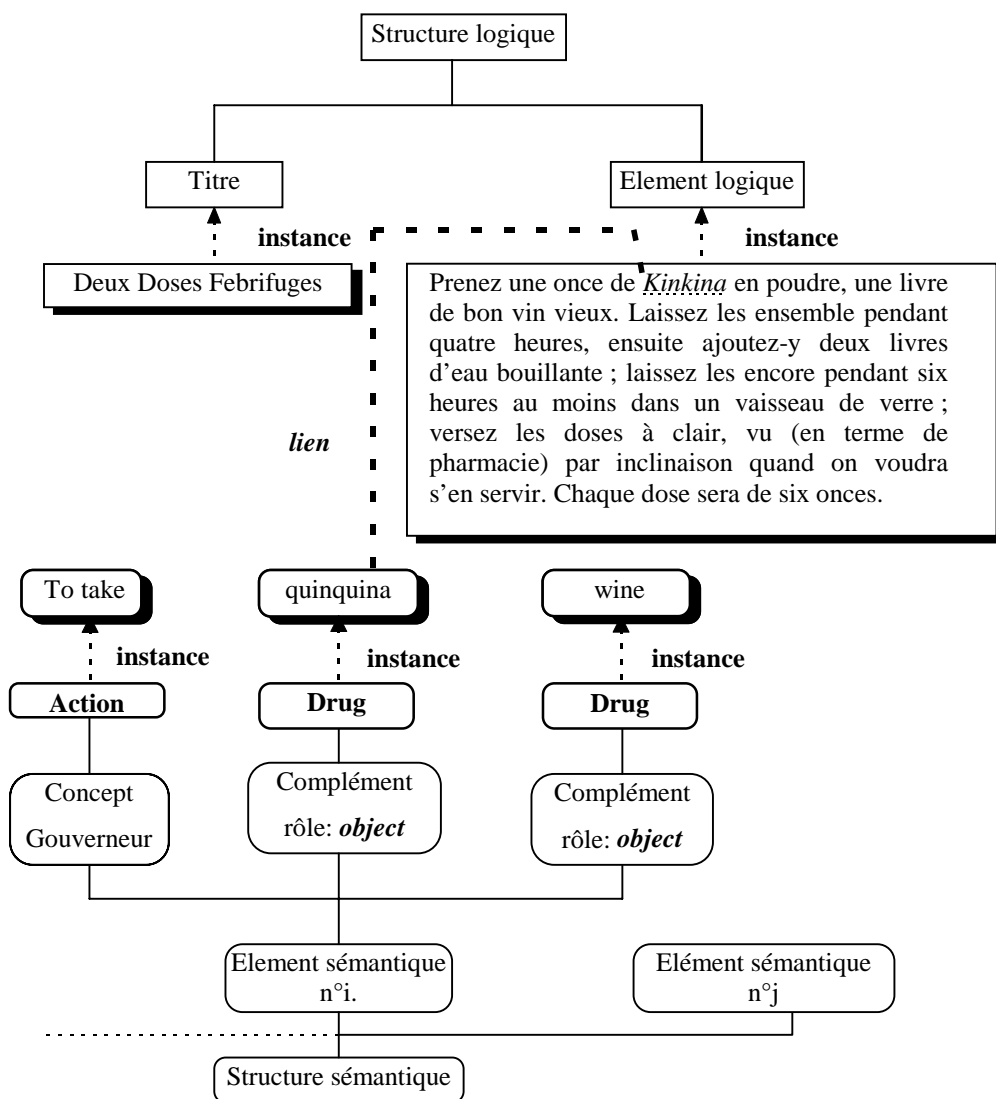 Structure logique
Titre
Element logique
instance
instance
Deux Doses Febrifuges
Prenez une once de Kinkina en poudre, une livre
de bon vin vieux. Laissez les ensemble pendant
quatre heures, ensuite ajoutez-y deux livres
d'eau bouillante ; laissez les encore pendant six
heures au moins dans un vaisseau de verre ;
versez les doses à clair, vu (en terme de
pharmacie) par inclinaison quand on voudra
s'en servir. Chaque dose sera de six onces.
lien
To take
quinquina
wine
instance
instance
instance
Action
Drug
Drug
Concept
Gouverneur
Complément
rôle: object
Complément
rôle: object
Element sémantique
n°i.
Elément sémantique
n°j
Structure sémantique